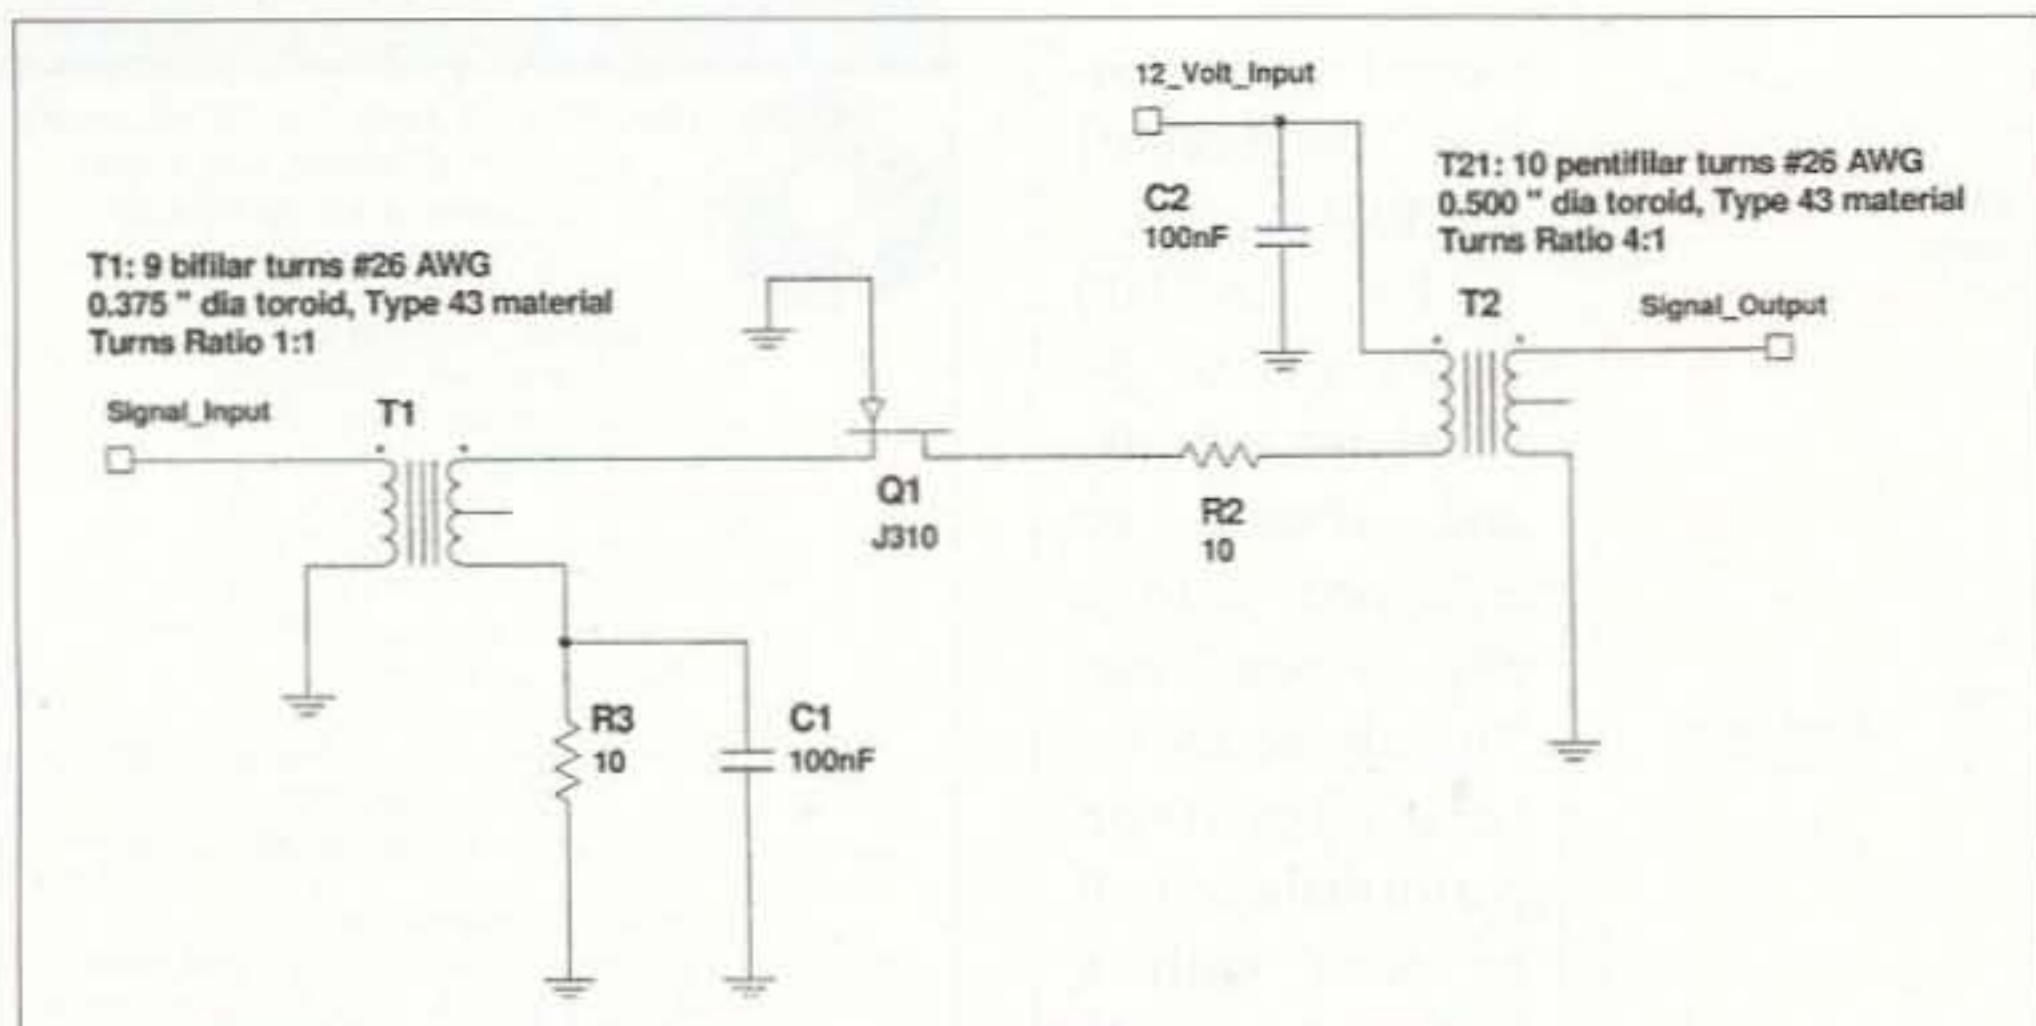 12_Volt_Input
T21: 10 pentifilar turns #26 AWG
0.500 " dia toroid, Type 43 material
Turns Ratio 4:1
C2
100nF
T1: 9 bifilar turns #26 AWG
0.375 " dia toroid, Type 43 material
Turns Ratio 1:1
T2
Signal_Output
Signal_Input
T1
Q1
J310
R2
10
R3
10
C1
100nF